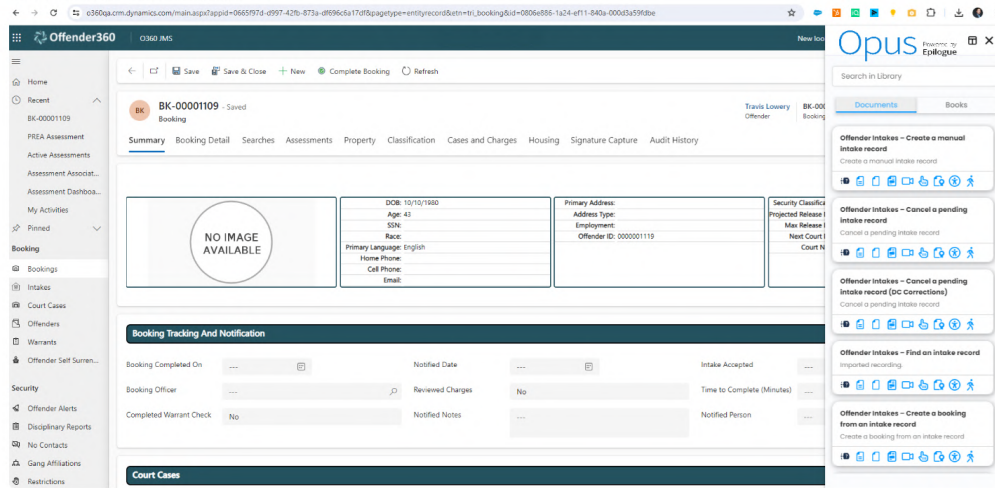 o360qa.crm.dynamics.com/main.aspx?appid=0665f97d-d997-42fb-873a-df696c6a17df&pagetype=entityrecord&etn=tri_booking&id=0806e886-1a24-ef11-840a-000d3a59fdbe
Offender360
O360 JMS
New loo
Home
Recent
BK-00001109
PREA Assessment
Active Assessments
Assessment Associat...
Assessment Dashboa...
My Activities
Pinned
Booking
Bookings
Intakes
Court Cases
Offenders
Warrants
Offender Self Surren...
Security
Offender Alerts
Disciplinary Reports
No Contacts
Gang Affiliations
Restrictions
Save
Save & Close
New
Complete Booking
Refresh
BK
BK-00001109 - Saved
Booking
Travis Lowery
Offender
BK-000
Booking
Summary
Booking Detail
Searches
Assessments
Property
Classification
Cases and Charges
Housing
Signature Capture
Audit History
NO IMAGE
AVAILABLE
DOB: 10/10/1980
Age: 43
SSN:
Race:
Primary Language: English
Home Phone:
Cell Phone:
Email:
Primary Address:
Address Type:
Employment:
Offender ID: 0000001119
Security Classifica
Projected Release
Max Release
Next Court
Court N
Booking Tracking And Notification
Booking Completed On
---
Notified Date
---
Intake Accepted
---
Booking Officer
---
Reviewed Charges
No
Time to Complete (Minutes)
---
Completed Warrant Check
No
Notified Notes
---
Notified Person
---
Court Cases
Opus
Powered by
Epilogue
Search in Library
Documents
Books
Offender Intakes – Create a manual
intake record
Create a manual intake record
Offender Intakes – Cancel a pending
intake record
Cancel a pending intake record
Offender Intakes – Cancel a pending
intake record (DC Corrections)
Cancel a pending intake record
Offender Intakes – Find an intake record
Imported recording.
Offender Intakes – Create a booking
from an intake record
Create a booking from an intake record